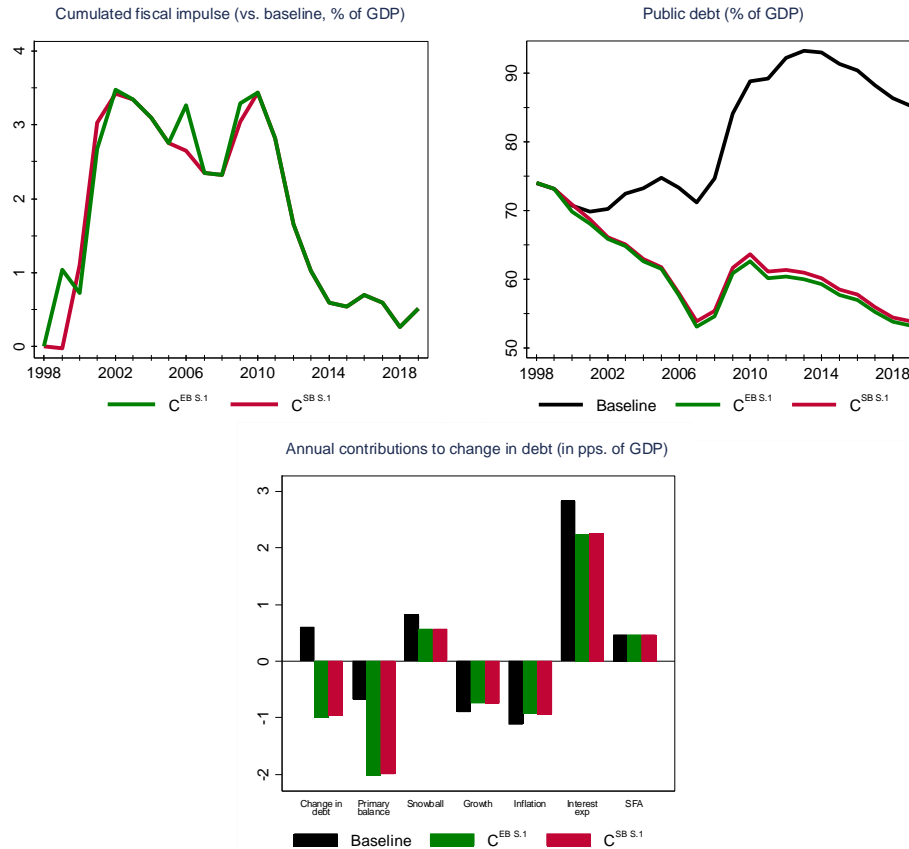 Cumulated fiscal impulse (vs. baseline, % of GDP)
4
3
2
1
0
1998 2002 2006 2010 2014 2018
C^EB S.1 C^SB S.1
Public debt (% of GDP)
90
80
70
60
50
1998 2002 2006 2010 2014 2018
Baseline C^EB S.1 C^SB S.1
Annual contributions to change in debt (in pps. of GDP)
3
2
1
0
-1
-2
Change in debt Primary balance Snowball Growth Inflation Interest exp SFA
Baseline C^EB S.1 C^SB S.1